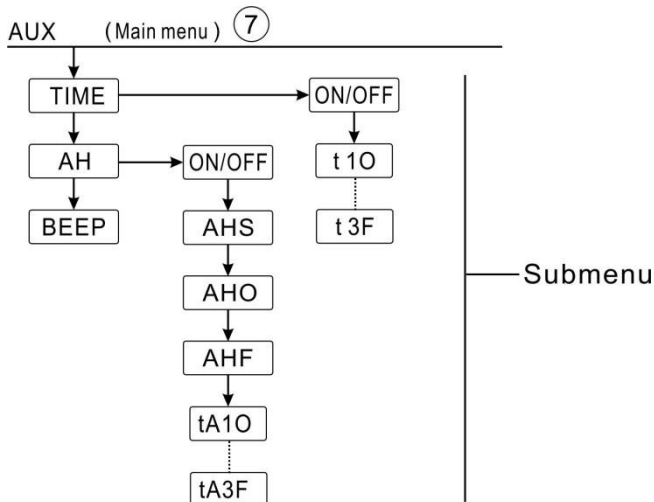 AUX (Main menu) 7
TIME ON/OFF
AH ON/OFF t 1O
BEEP AHS t 3F
Submenu
AHO
AHF
tA1O
tA3F